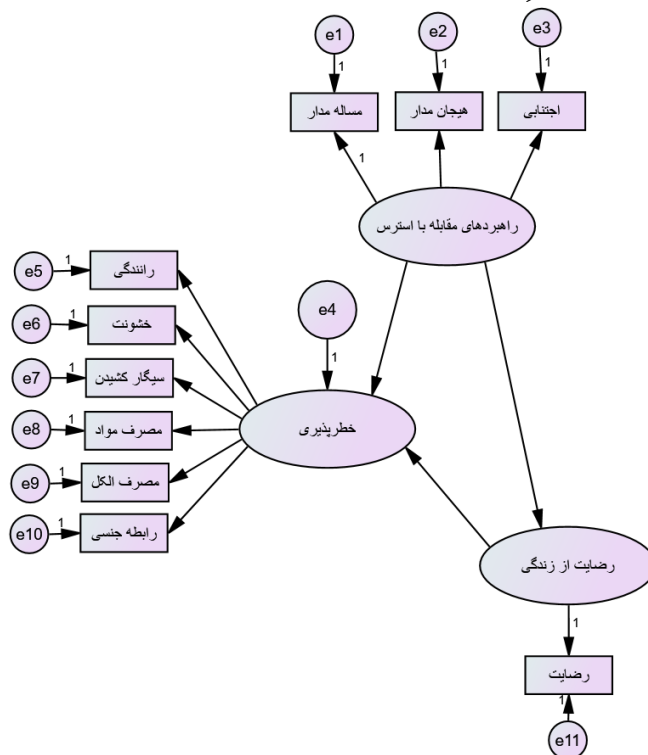 e1
e2
e3
1
1
1
مساله مدار
هیجان مدار
اجتنابی
1
راهبردهای مقابله با استرس
e5
1
رانندگی
e6
1
خشونت
e4
1
e7
1
سیگار کشیدن
e8
1
مصرف مواد
خطرپذیری
e9
1
مصرف الکل
e10
1
رابطه جنسی
رضایت از زندگی
1
رضایت
1
e11